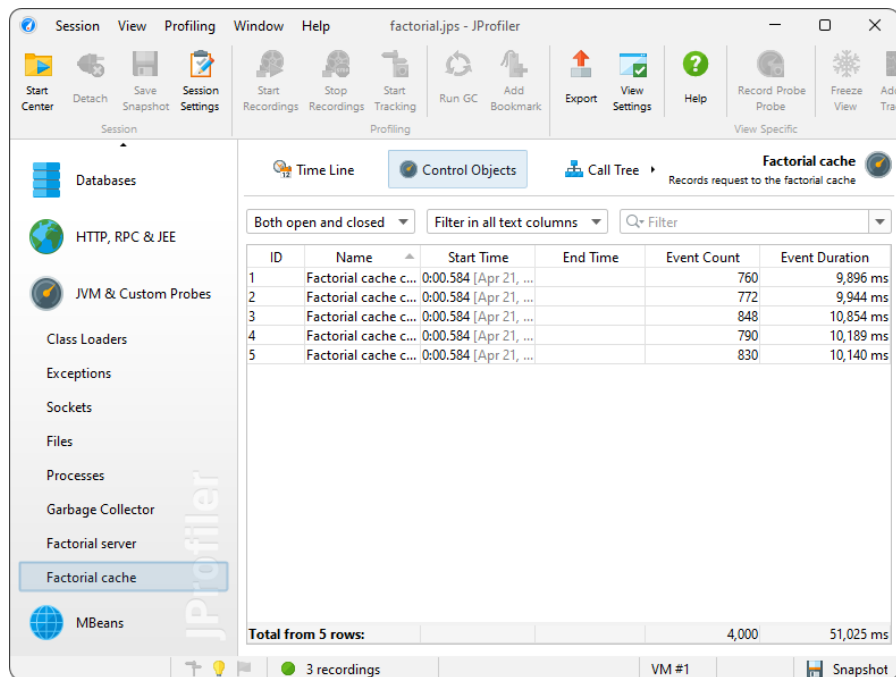 Session View Profiling Window Help factorial.jps - JProfiler
Start Center
Detach
Save Snapshot
Session Settings
Start Recordings
Stop Recordings
Start Tracking
Run GC
Add Bookmark
Export
View Settings
Help
Record Probe Probe
Freeze View
Session
Profiling
View Specific
Databases
HTTP, RPC & JEE
JVM & Custom Probes
Class Loaders
Exceptions
Sockets
Files
Processes
Garbage Collector
Factorial server
Factorial cache
MBeans
JProfiler
Time Line
Control Objects
Call Tree
Factorial cache
Records request to the factorial cache
Both open and closed
Filter in all text columns
Filter
ID Name Start Time End Time Event Count Event Duration
1 Factorial cache c... 0:00.584 [Apr 21, ... 760 9,896 ms
2 Factorial cache c... 0:00.584 [Apr 21, ... 772 9,944 ms
3 Factorial cache c... 0:00.584 [Apr 21, ... 848 10,854 ms
4 Factorial cache c... 0:00.584 [Apr 21, ... 790 10,189 ms
5 Factorial cache c... 0:00.584 [Apr 21, ... 830 10,140 ms
Total from 5 rows: 4,000 51,025 ms
3 recordings
VM #1
Snapshot